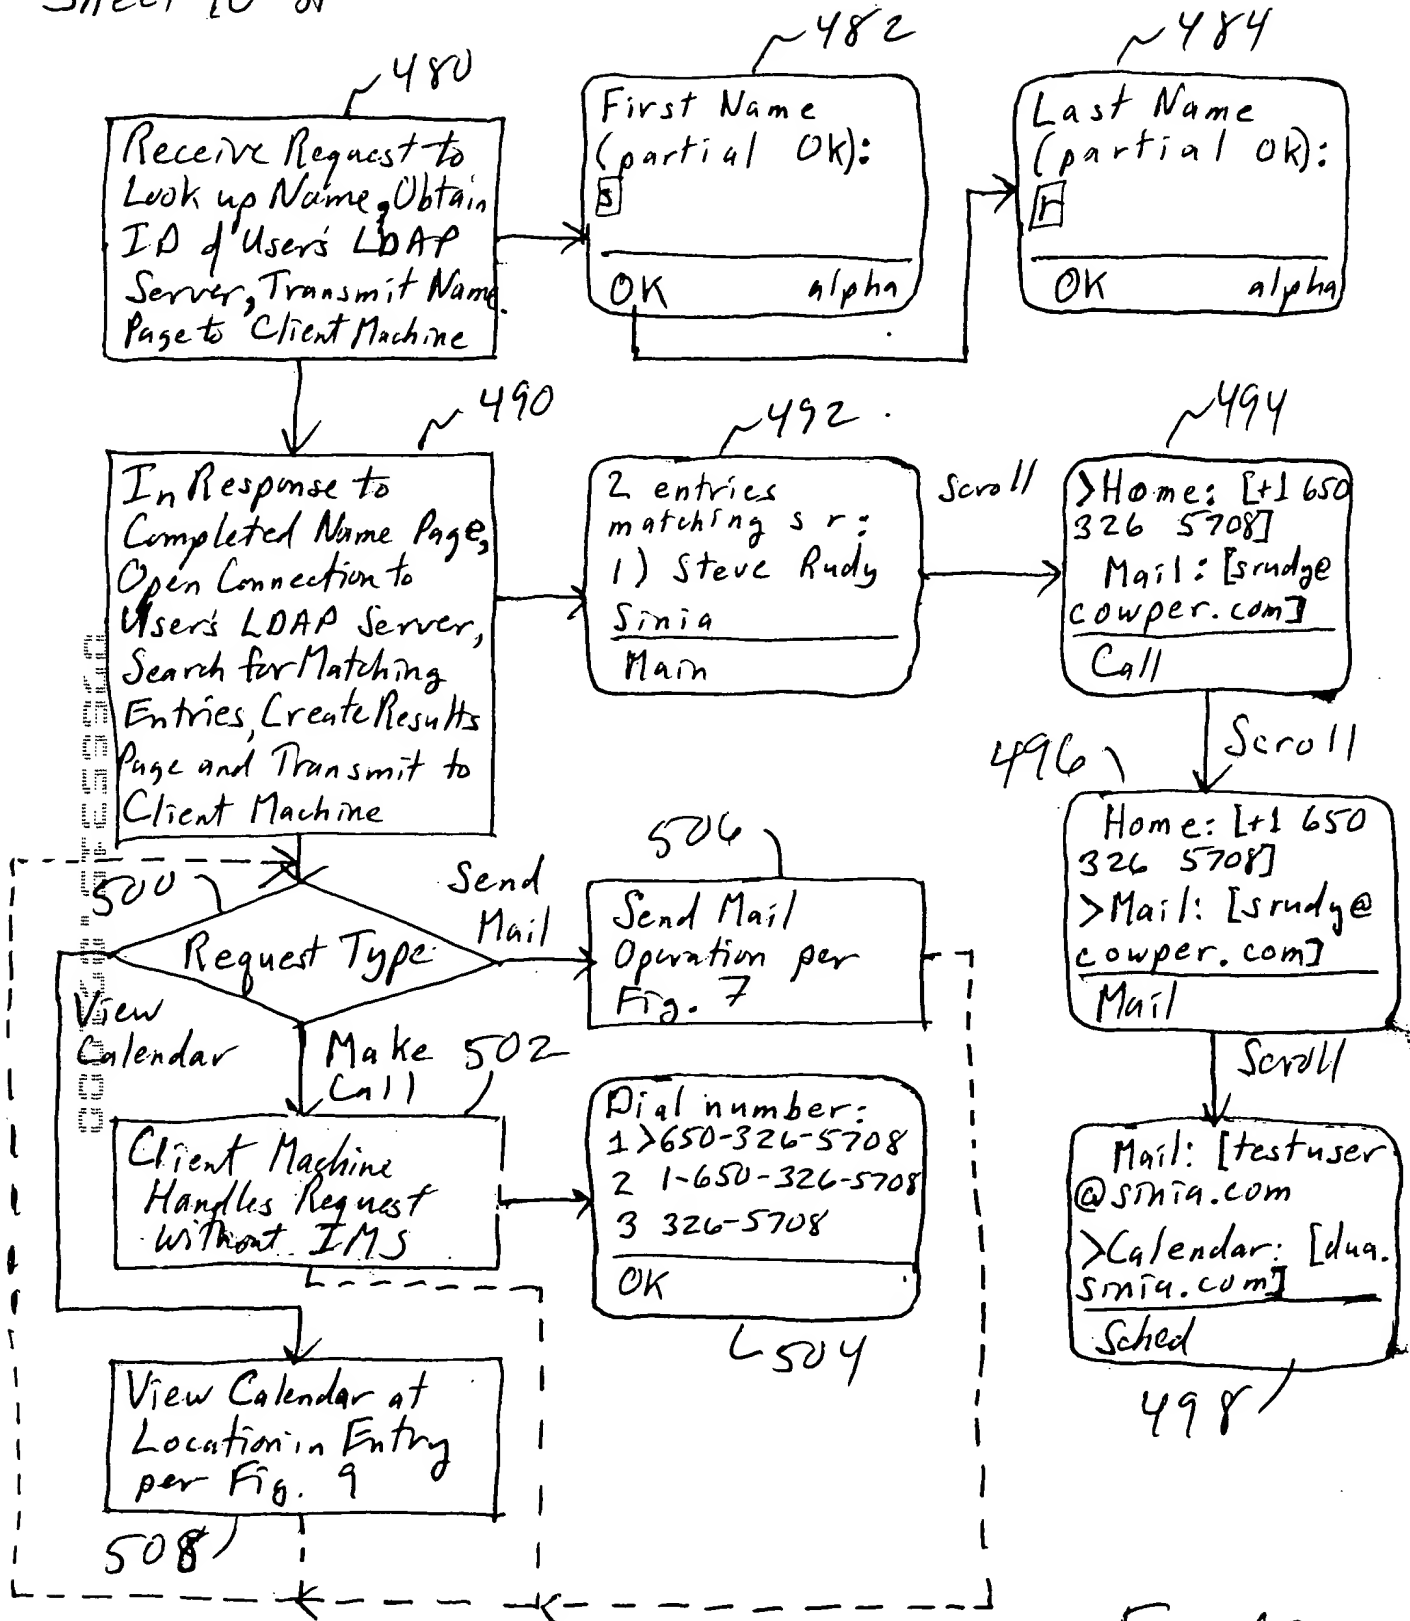 480
Receive Request to
Look up Name, Obtain
ID of User's LDAP
Server, Transmit Name
Page to Client Machine
482
First Name
(partial OK):
s
OK alpha
484
Last Name
(partial OK):
r
OK alpha
490
In Response to
Completed Name Page,
Open Connection to
User's LDAP Server,
Search for Matching
Entries, Create Results
Page and Transmit to
Client Machine
492
2 entries
matching s r:
1) Steve Rudy
Sinia
Main
Scroll
494
>Home: [+1 650
326 5708]
Mail: [srudy@
cowper.com]
Call
Scroll
496
Home: [+1 650
326 5708]
>Mail: [srudy@
cowper.com]
Mail
Scroll
Mail: [testuser
@sinia.com
>Calendar: [dua.
sinia.com]
Sched
498
500
Request Type
Send
Mail
506
Send Mail
Operation per
Fig. 7
View
Calendar
Make
Call
502
Client Machine
Handles Request
without IMS
Dial number:
1 >650-326-5708
2 1-650-326-5708
3 326-5708
OK
504
View Calendar at
Location in Entry
per Fig. 9
508